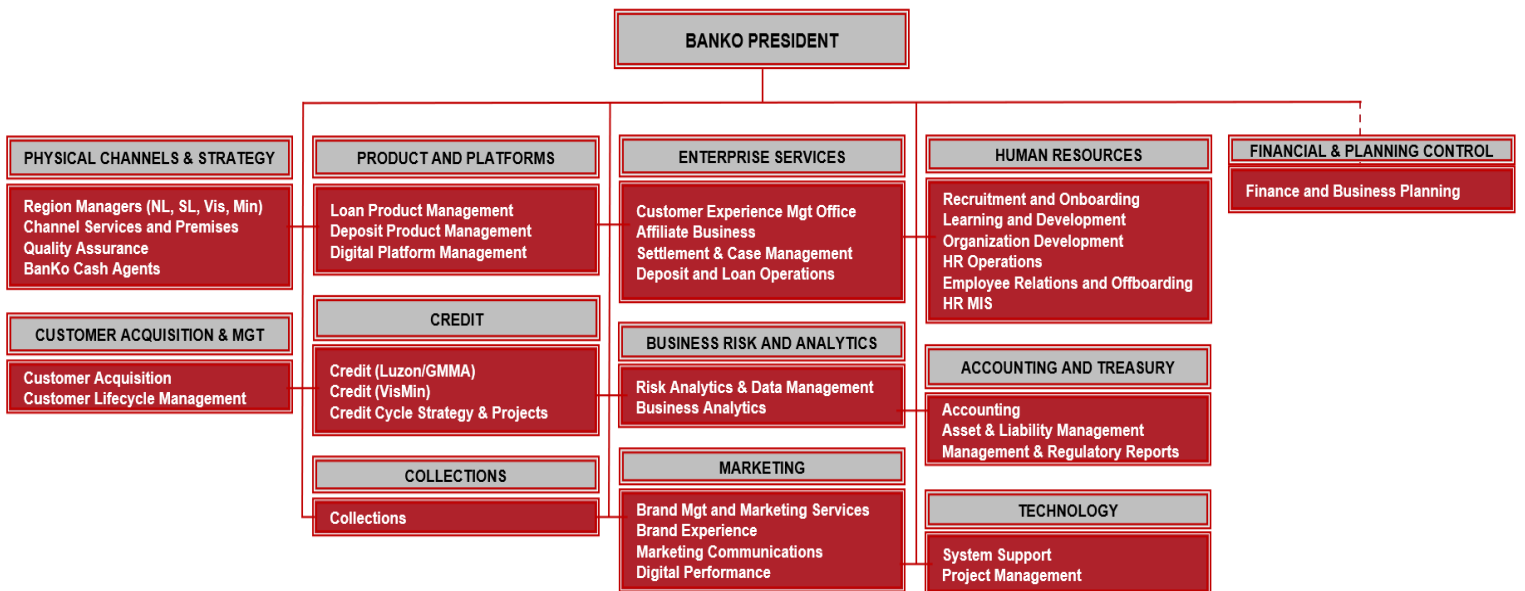 BANKO PRESIDENT
PHYSICAL CHANNELS & STRATEGY
Region Managers (NL, SL, Vis, Min)
Channel Services and Premises
Quality Assurance
BanKo Cash Agents
CUSTOMER ACQUISITION & MGT
Customer Acquisition
Customer Lifecycle Management
PRODUCT AND PLATFORMS
Loan Product Management
Deposit Product Management
Digital Platform Management
CREDIT
Credit (Luzon/GMMA)
Credit (VisMin)
Credit Cycle Strategy & Projects
COLLECTIONS
Collections
ENTERPRISE SERVICES
Customer Experience Mgt Office
Affiliate Business
Settlement & Case Management
Deposit and Loan Operations
BUSINESS RISK AND ANALYTICS
Risk Analytics & Data Management
Business Analytics
MARKETING
Brand Mgt and Marketing Services
Brand Experience
Marketing Communications
Digital Performance
HUMAN RESOURCES
Recruitment and Onboarding
Learning and Development
Organization Development
HR Operations
Employee Relations and Offboarding
HR MIS
ACCOUNTING AND TREASURY
Accounting
Asset & Liability Management
Management & Regulatory Reports
TECHNOLOGY
System Support
Project Management
FINANCIAL & PLANNING CONTROL
Finance and Business Planning